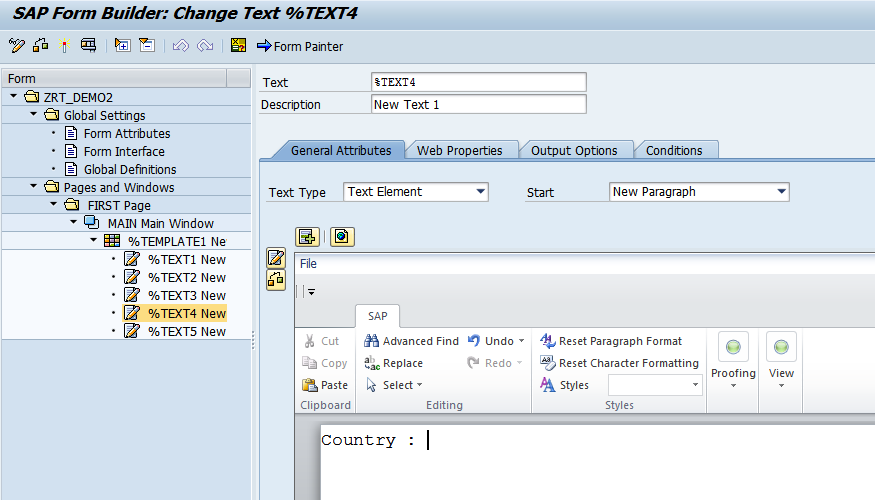 SAP Form Builder: Change Text %TEXT4
Form Painter
Form
ZRT_DEMO2
Global Settings
Form Attributes
Form Interface
Global Definitions
Pages and Windows
FIRST Page
MAIN Main Window
%TEMPLATE1 Ne
%TEXT1 New
%TEXT2 New
%TEXT3 New
%TEXT4 New
%TEXT5 New
Text %TEXT4
Description New Text 1
General Attributes Web Properties Output Options Conditions
Text Type Text Element Start New Paragraph
File
SAP
Cut Advanced Find Undo Reset Paragraph Format
Copy Replace Redo Reset Character Formatting
Paste Select Styles Proofing View
Clipboard Editing Styles
Country :